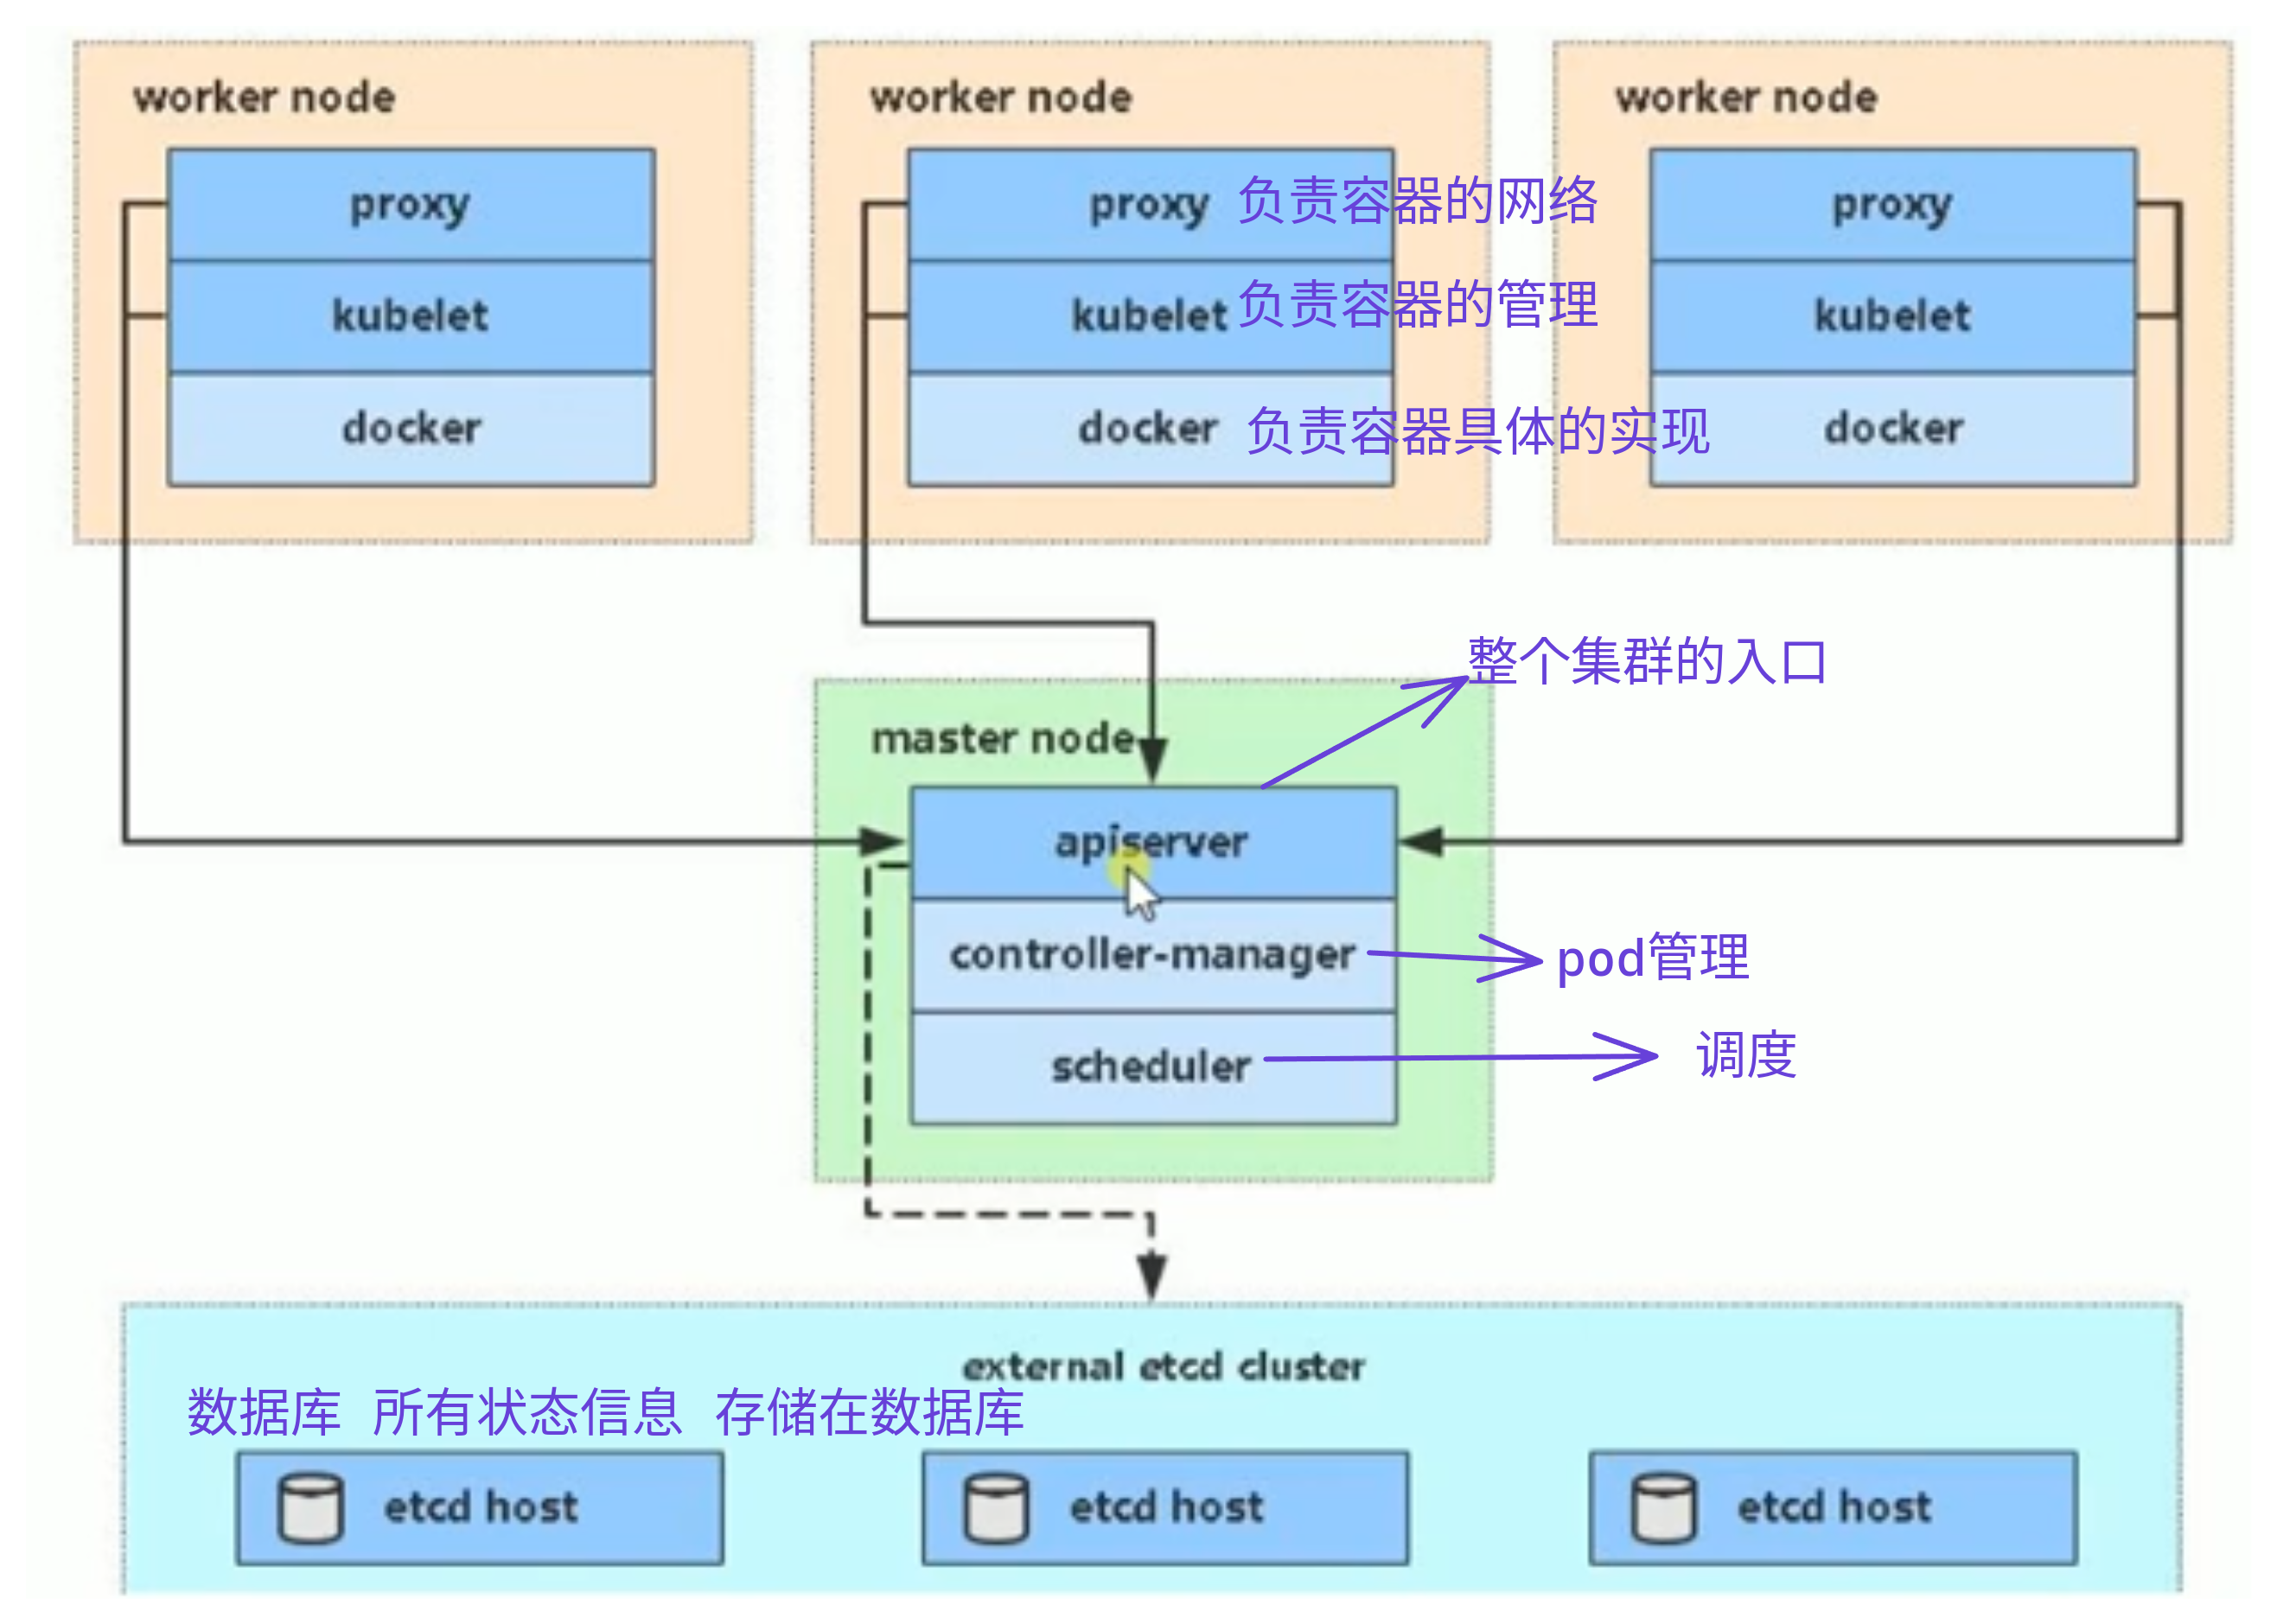 worker node
proxy
kubelet
docker
worker node
proxy 负责容器的网络
kubelet 负责容器的管理
docker 负责容器具体的实现
worker node
proxy
kubelet
docker
整个集群的入口
master node
apiserver
controller-manager
pod管理
scheduler
调度
external etcd cluster
数据库 所有状态信息 存储在数据库
etcd host
etcd host
etcd host